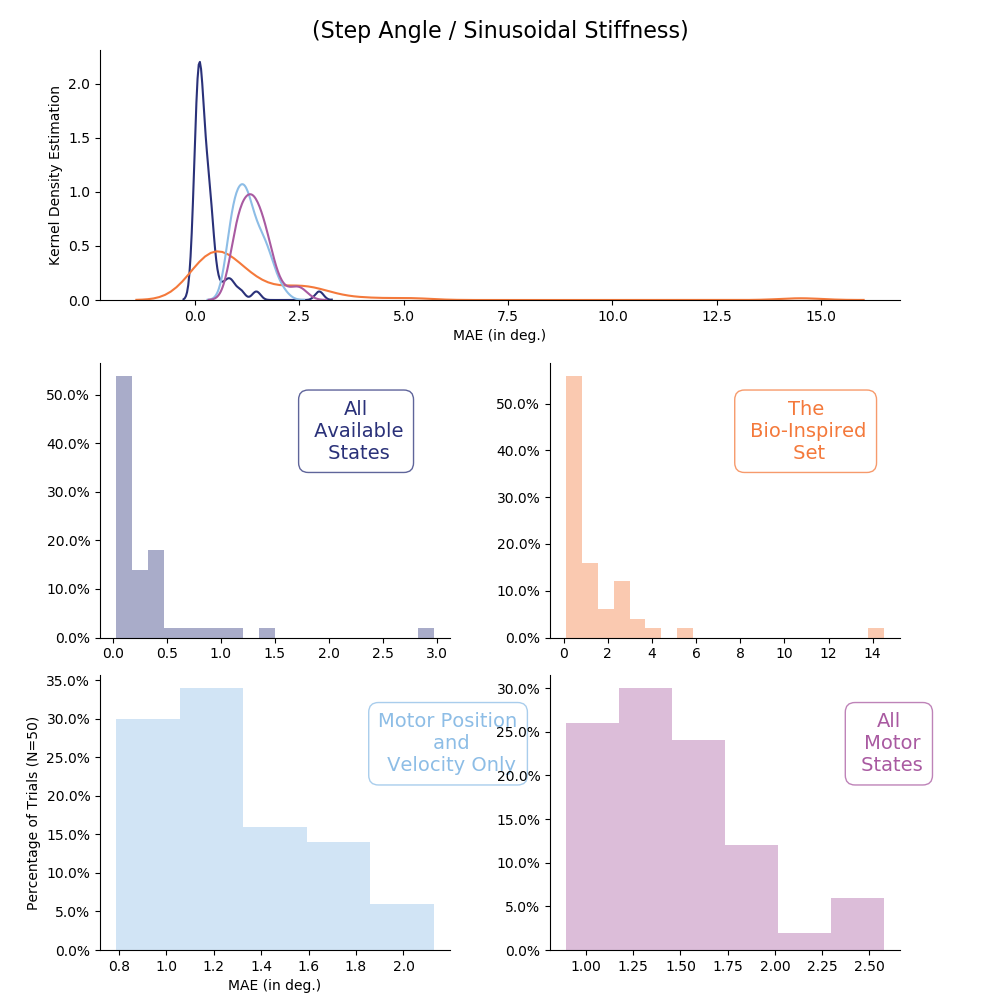 (Step Angle / Sinusoidal Stiffness)
Kernel Density Estimation
2.0
1.5
1.0
0.5
0.0
0.0 2.5 5.0 7.5 10.0 12.5 15.0
MAE (in deg.)
50.0%
40.0%
30.0%
20.0%
10.0%
0.0%
All
Available
States
0.0 0.5 1.0 1.5 2.0 2.5 3.0
50.0%
40.0%
30.0%
20.0%
10.0%
0.0%
The
Bio-Inspired
Set
0 2 4 6 8 10 12 14
Percentage of Trials (N=50)
35.0%
30.0%
25.0%
20.0%
15.0%
10.0%
5.0%
0.0%
Motor Position
and
Velocity Only
0.8 1.0 1.2 1.4 1.6 1.8 2.0
MAE (in deg.)
30.0%
25.0%
20.0%
15.0%
10.0%
5.0%
0.0%
All
Motor
States
1.00 1.25 1.50 1.75 2.00 2.25 2.50